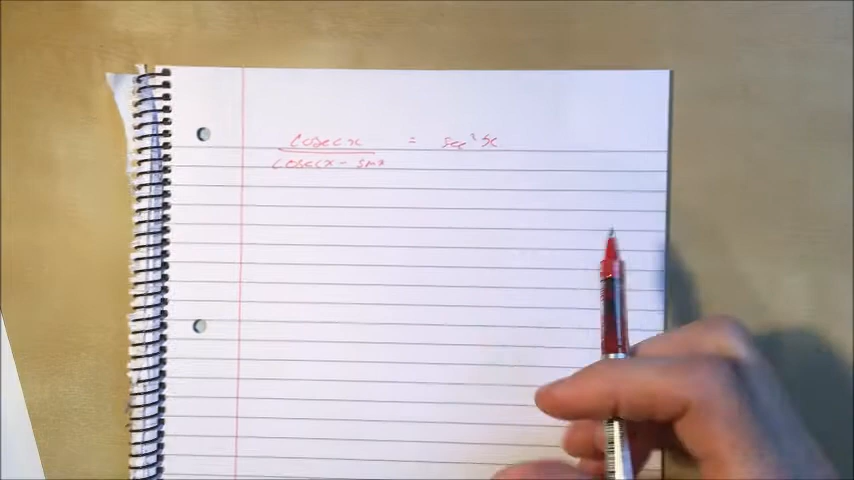 cosecx = sec²x
cosecx - sinx